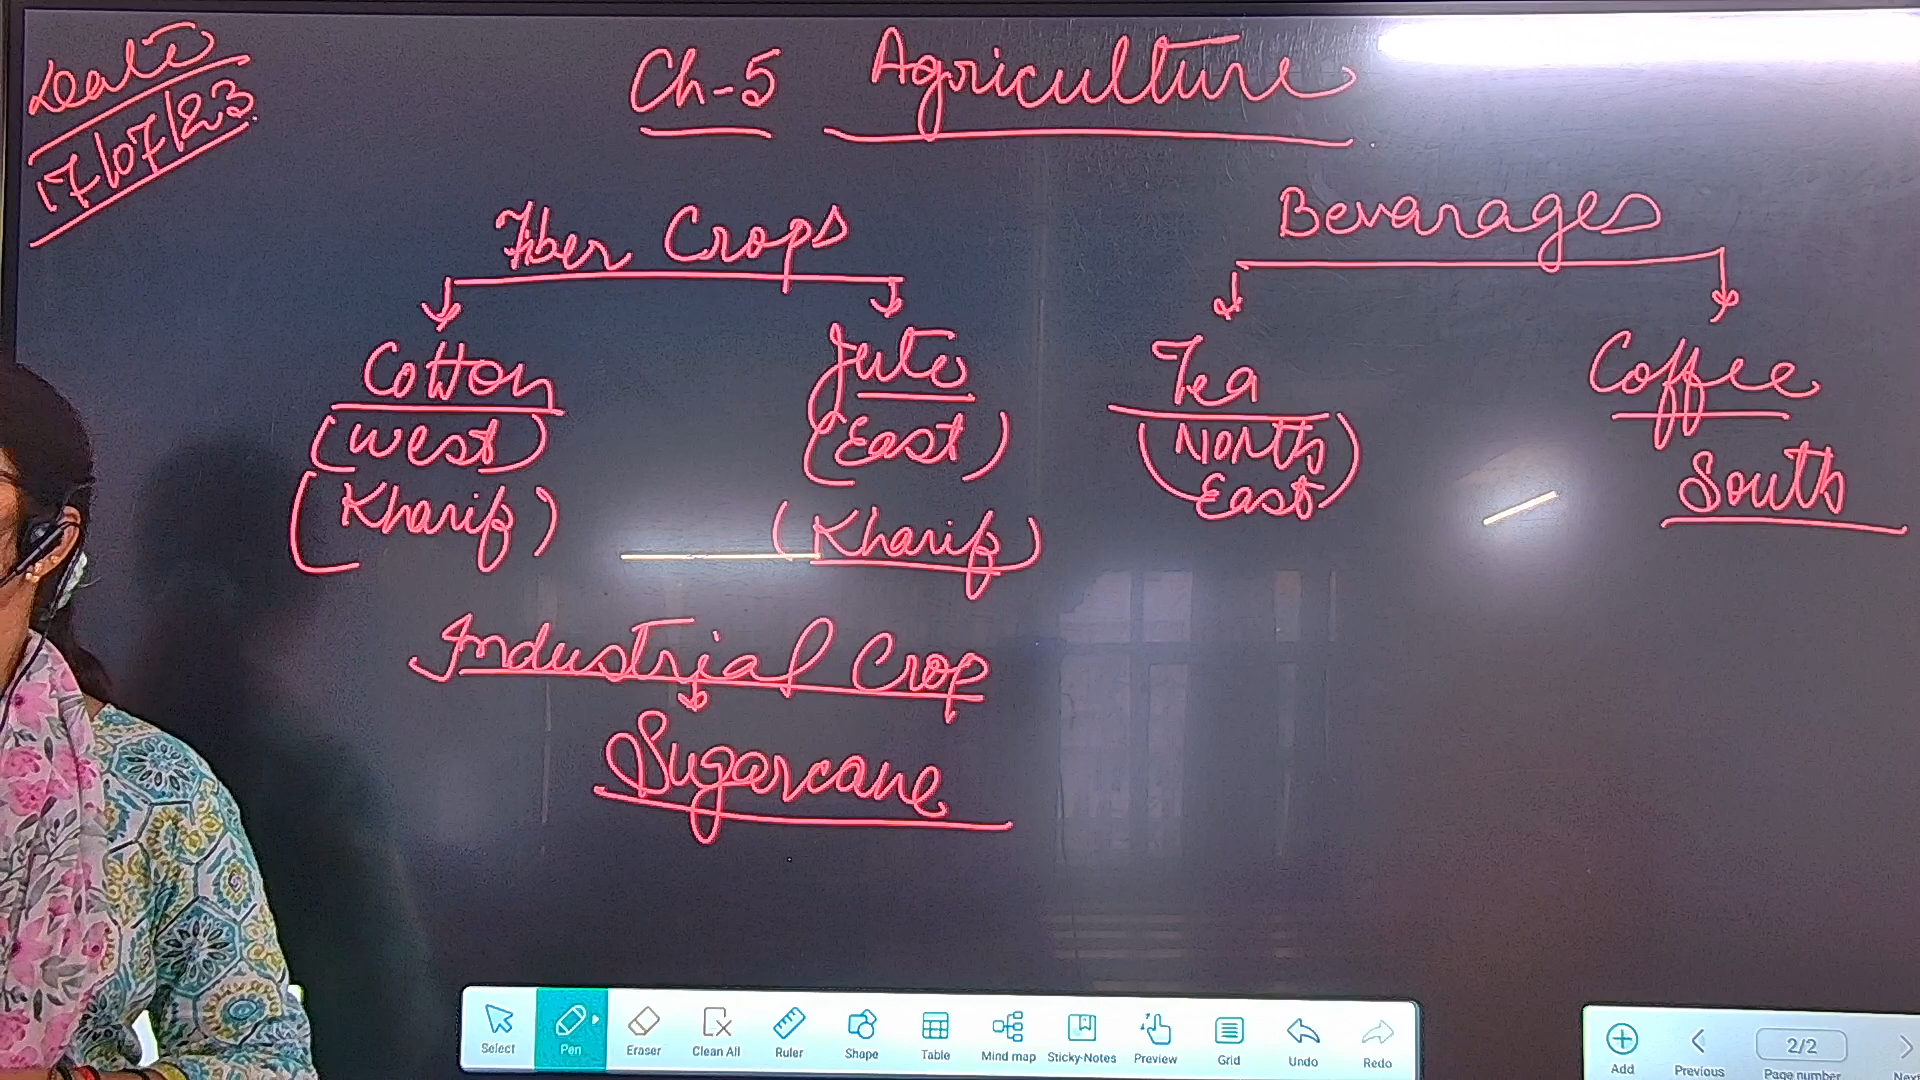 Date
17/07/23
Ch-5 Agriculture
Fiber Crops
Cotton
(West)
(Kharif)
Jute
(East)
(Kharif)
Bevarages
Tea
(North
East)
Coffee
South
Industrial Crop
Sugarcane
Select Pen Eraser Clean All Ruler Shape Table Mind map Sticky-Notes Preview Grid Undo Redo
2/2
Add Previous Page number Next